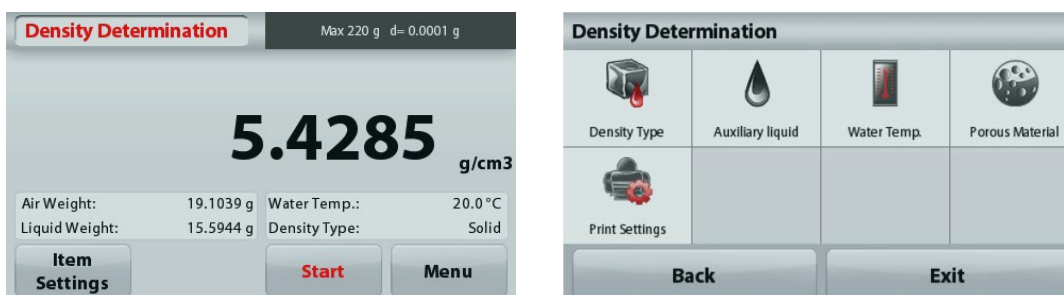 Density Determination
Max 220 g d= 0.0001 g
5.4285 g/cm3
Air Weight: 19.1039 g Water Temp.: 20.0°C
Liquid Weight: 15.5944 g Density Type: Solid
Item
Settings
Start
Menu
Density Determination
Density Type Auxiliary liquid Water Temp. Porous Material
Print Settings
Back
Exit